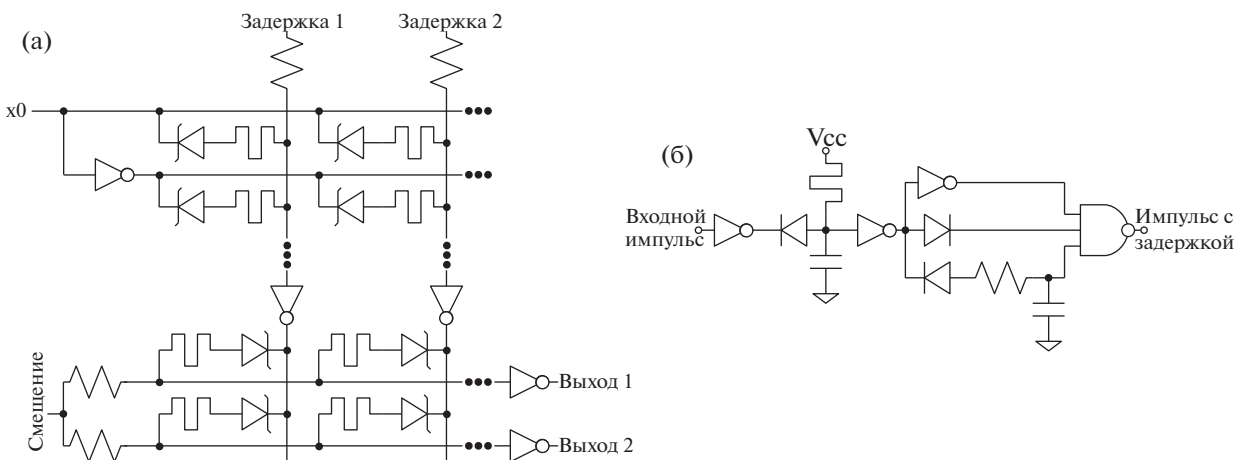 (а)
Задержка 1
Задержка 2
x0
Смещение
Выход 1
Выход 2
(б)
Vcc
Входной
импульс
Импульс с
задержкой